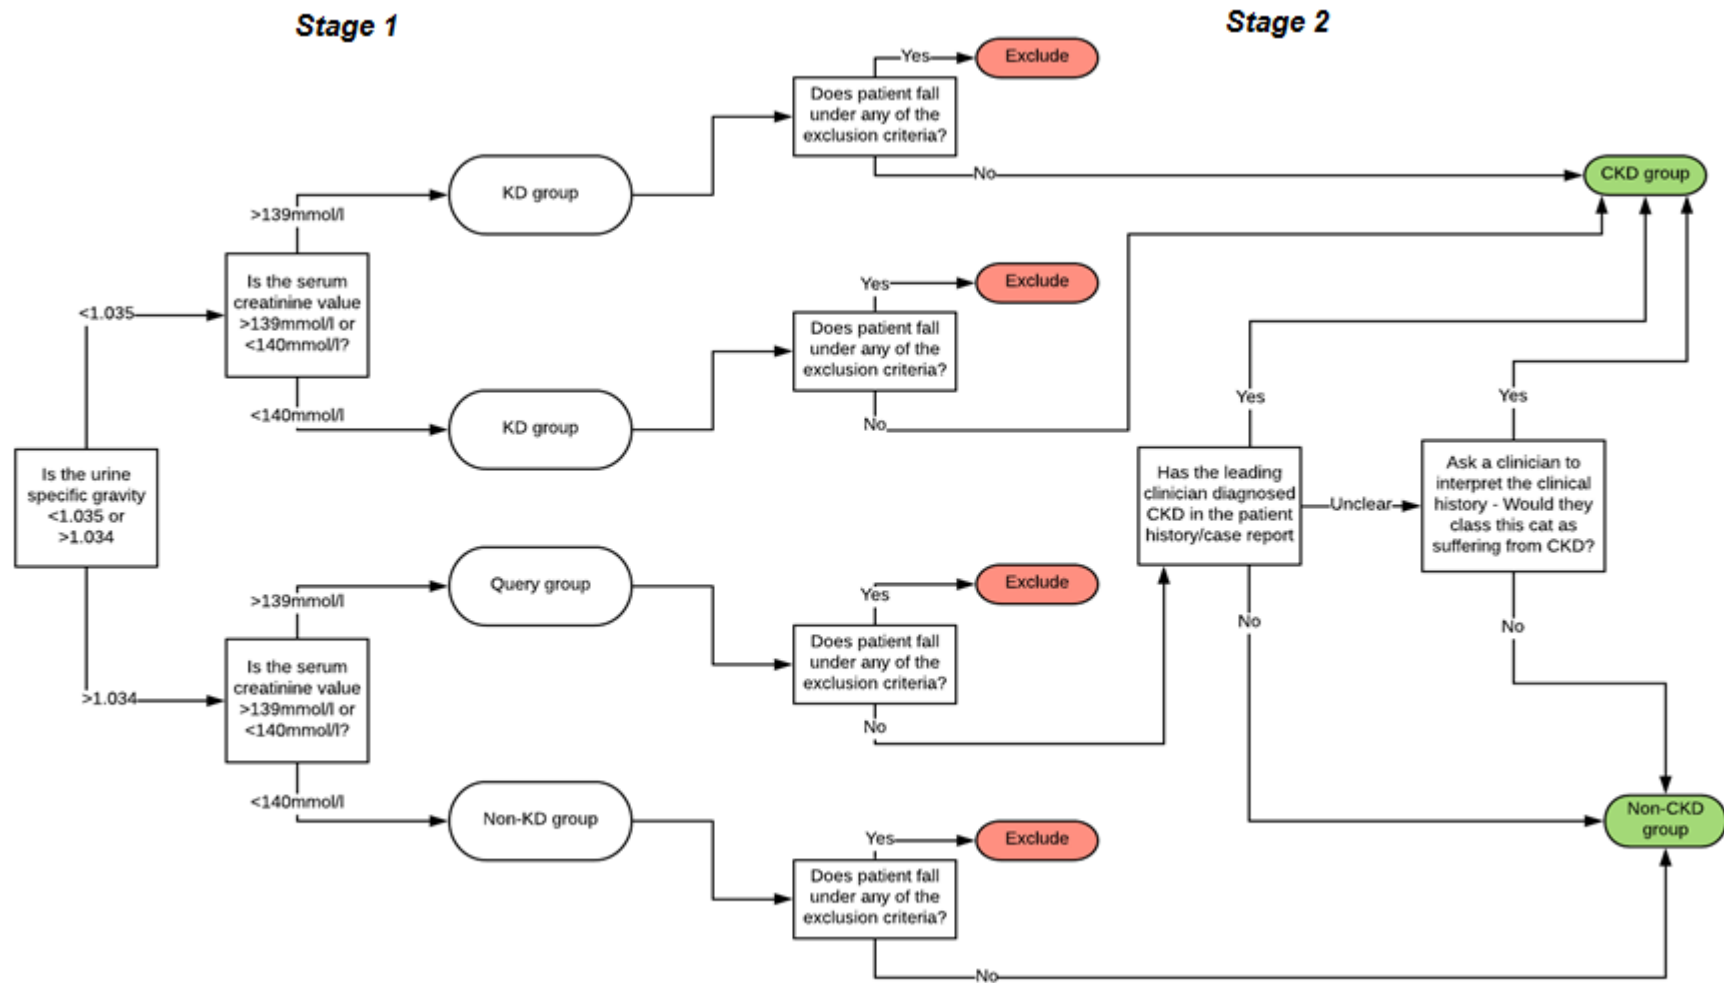 Stage 1
Stage 2
Is the urine
specific gravity
<1.035 or
>1.034
<1.035
>1.034
Is the serum
creatinine value
>139mmol/l or
<140mmol/l?
>139mmol/l
<140mmol/l
KD group
KD group
Is the serum
creatinine value
>139mmol/l or
<140mmol/l?
>139mmol/l
<140mmol/l
Query group
Non-KD group
Does patient fall
under any of the
exclusion criteria?
Yes
Exclude
No
Does patient fall
under any of the
exclusion criteria?
Yes
Exclude
No
Does patient fall
under any of the
exclusion criteria?
Yes
Exclude
No
Does patient fall
under any of the
exclusion criteria?
Yes
Exclude
No
Has the leading
clinician diagnosed
CKD in the patient
history/case report
Yes
Unclear
No
Ask a clinician to
interpret the clinical
history - Would they
class this cat as
suffering from CKD?
Yes
No
CKD group
Non-CKD
group